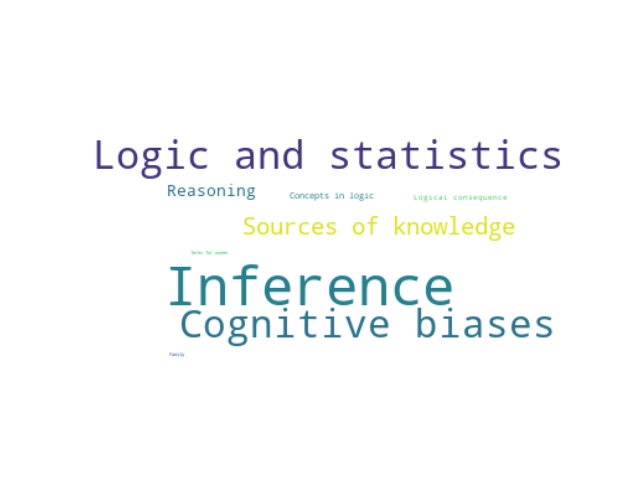 Logic and statistics
Reasoning
Concepts in logic
Logical consequence
Sources of knowledge
Terms for women
Inference
Cognitive biases
Family